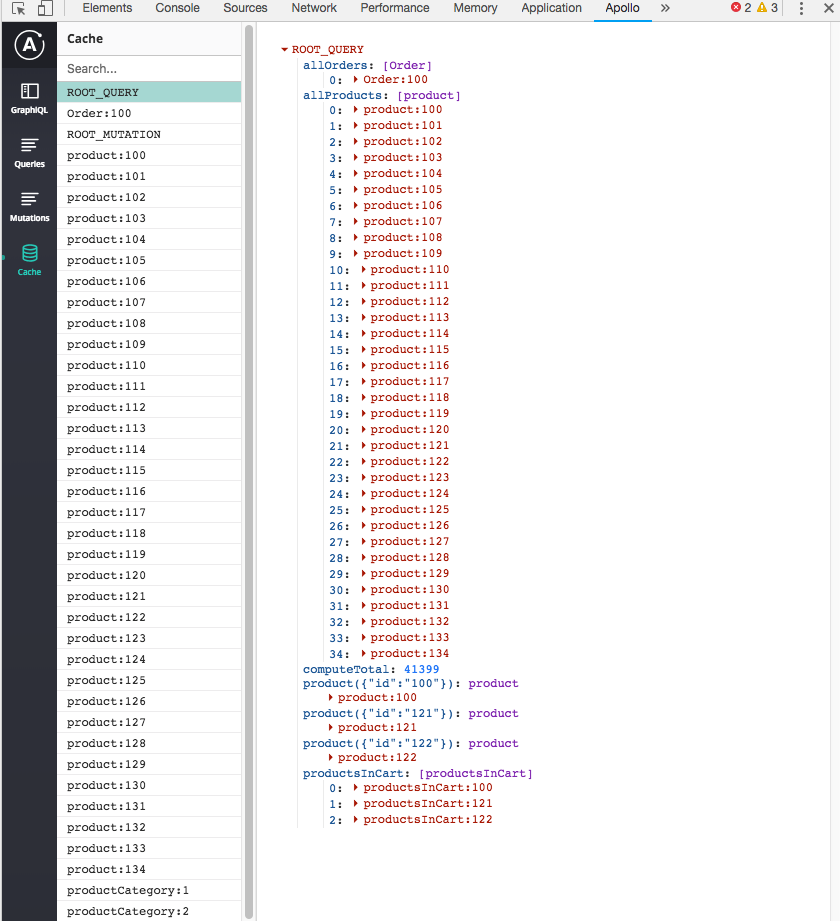 Elements Console Sources Network Performance Memory Application Apollo » 2 3
A
GraphiQL
Queries
Mutations
Cache
Cache
Search...
ROOT_QUERY
Order:100
ROOT_MUTATION
product:100
product:101
product:102
product:103
product:104
product:105
product:106
product:107
product:108
product:109
product:110
product:111
product:112
product:113
product:114
product:115
product:116
product:117
product:118
product:119
product:120
product:121
product:122
product:123
product:124
product:125
product:126
product:127
product:128
product:129
product:130
product:131
product:132
product:133
product:134
productCategory:1
productCategory:2
ROOT_QUERY
allOrders: [Order]
0: Order:100
allProducts: [product]
0: product:100
1: product:101
2: product:102
3: product:103
4: product:104
5: product:105
6: product:106
7: product:107
8: product:108
9: product:109
10: product:110
11: product:111
12: product:112
13: product:113
14: product:114
15: product:115
16: product:116
17: product:117
18: product:118
19: product:119
20: product:120
21: product:121
22: product:122
23: product:123
24: product:124
25: product:125
26: product:126
27: product:127
28: product:128
29: product:129
30: product:130
31: product:131
32: product:132
33: product:133
34: product:134
computeTotal: 41399
product({"id":"100"}): product
product:100
product({"id":"121"}): product
product:121
product({"id":"122"}): product
product:122
productsInCart: [productsInCart]
0: productsInCart:100
1: productsInCart:121
2: productsInCart:122